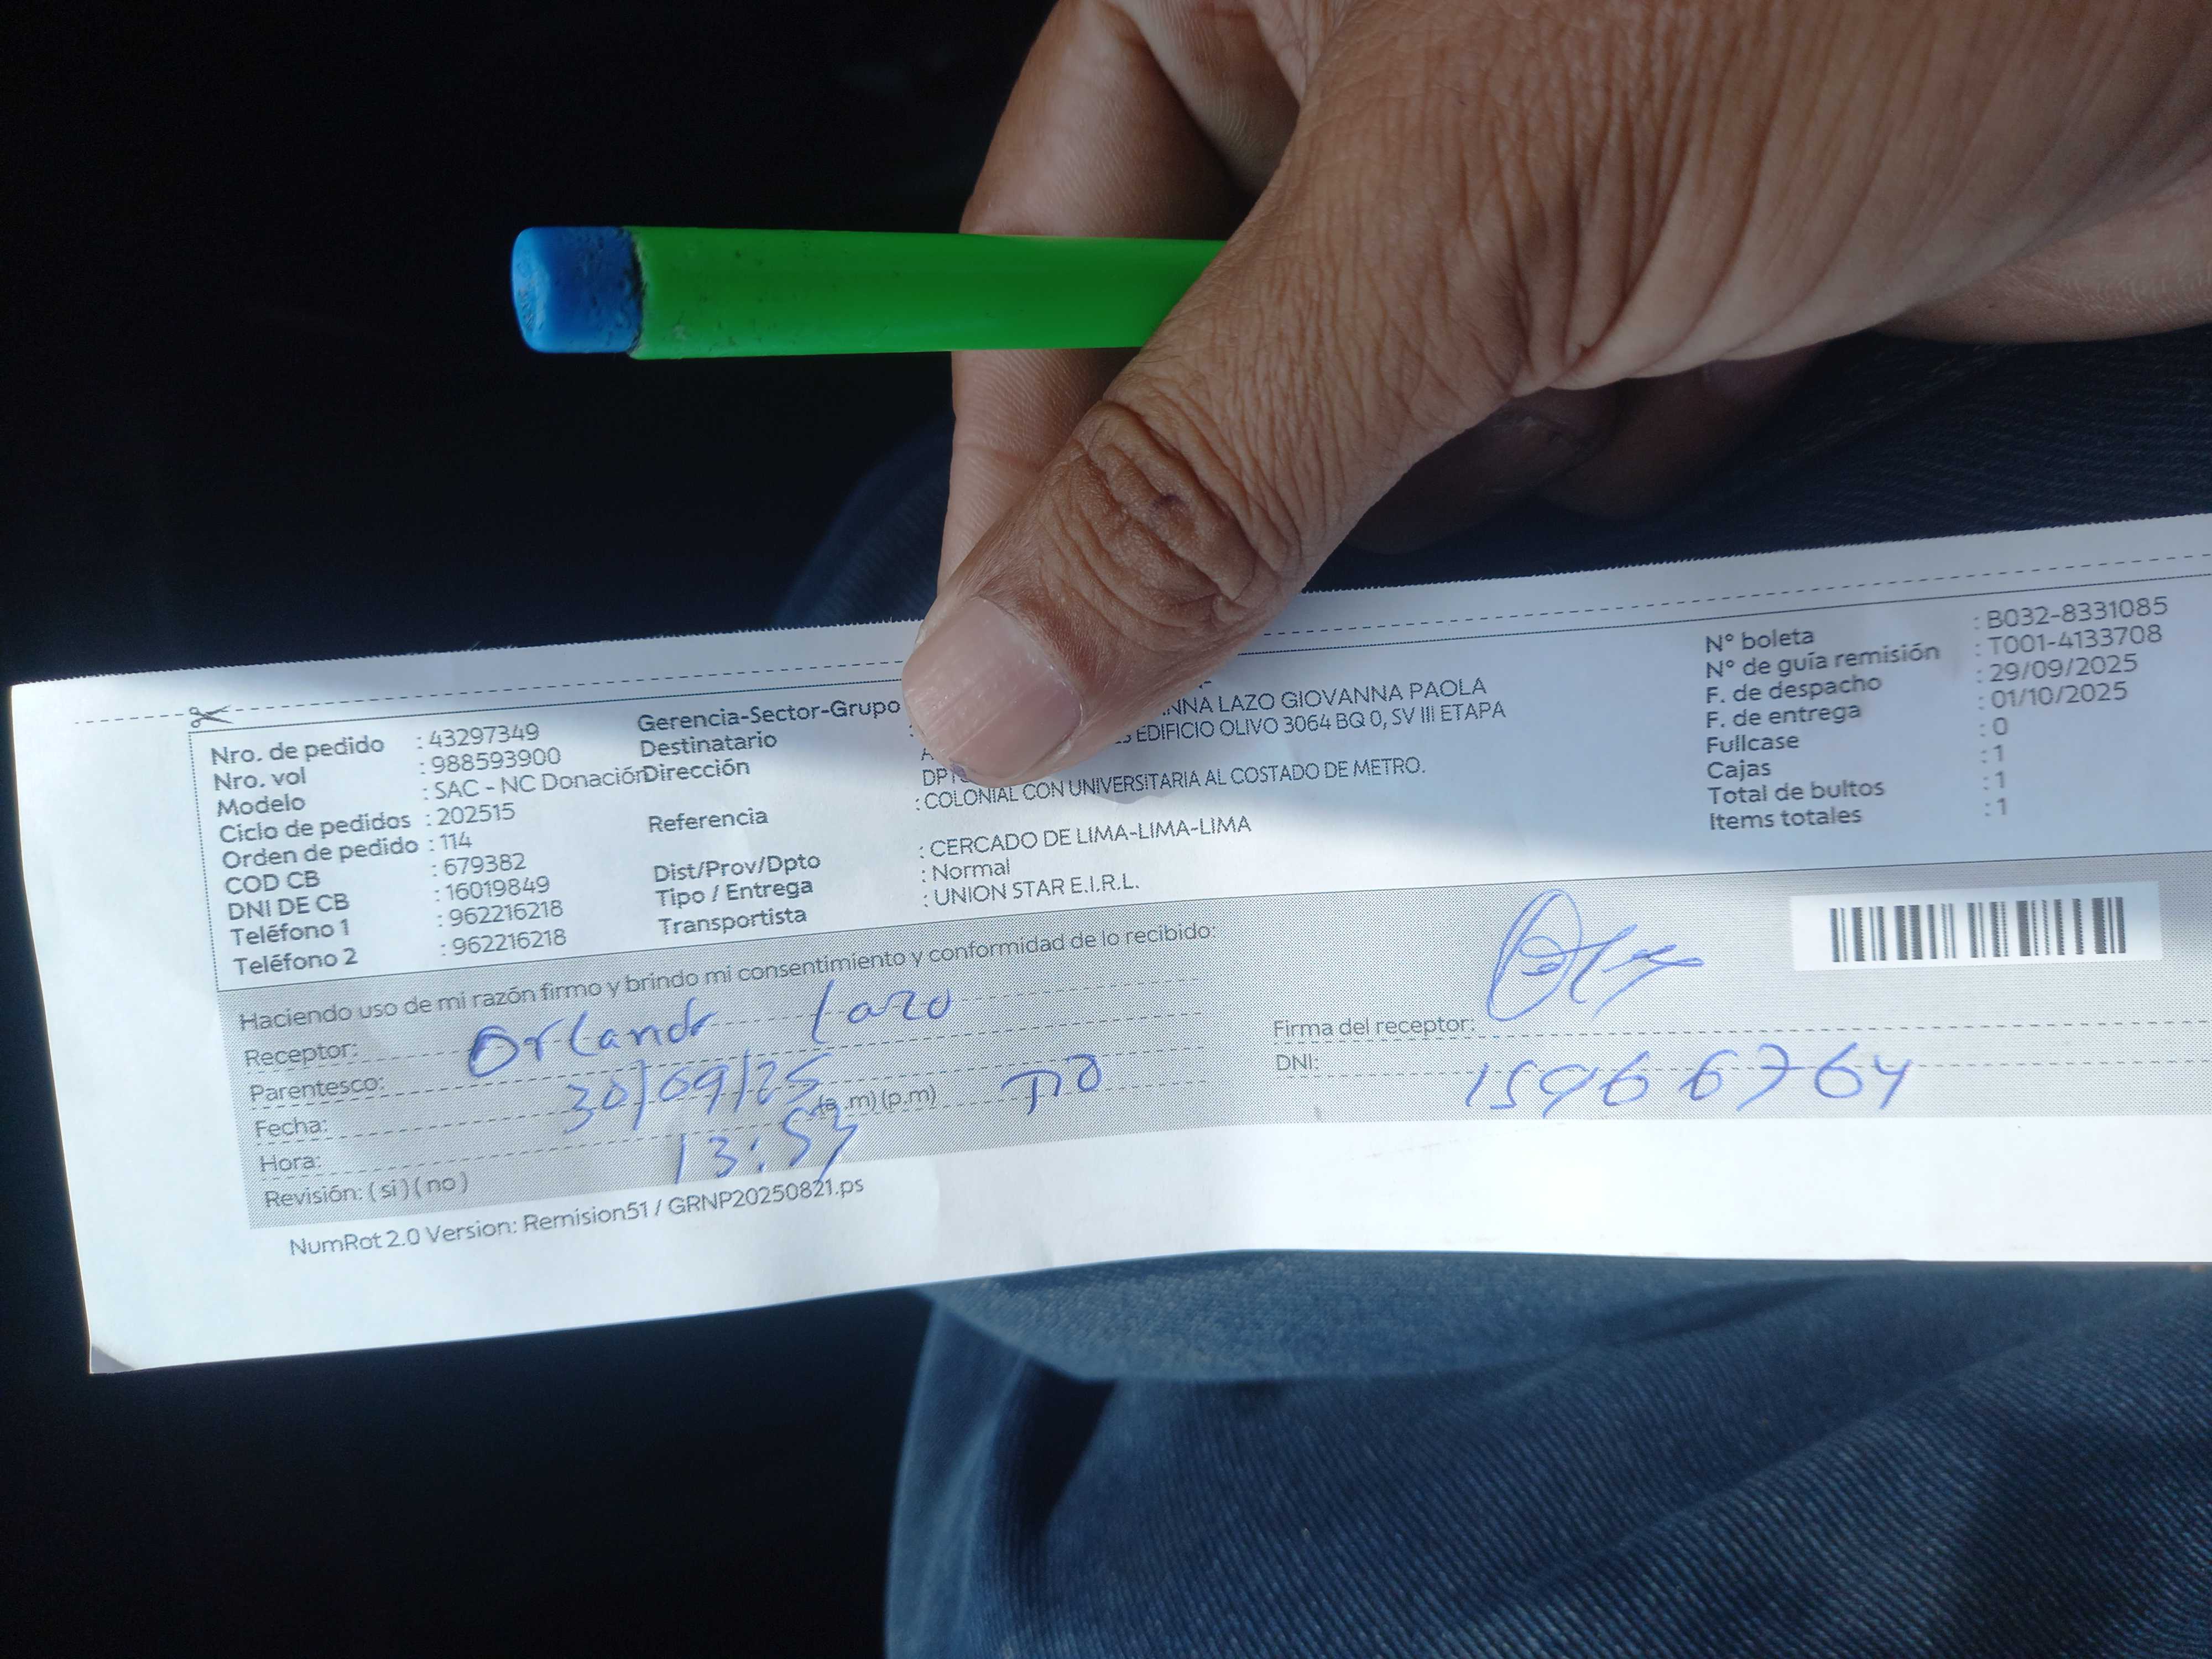 Nro. de pedido : 43297349
Nro. vol : 988593900
Modelo : SAC - NC Donación
Ciclo de pedidos : 202515
Orden de pedido : 114
COD CB : 679382
DNI DE CB : 16019849
Teléfono 1 : 962216218
Teléfono 2 : 962216218
Gerencia-Sector-Grupo
Destinatario LAZO GIOVANNA PAOLA
Dirección EDIFICIO OLIVO 3064 BQ 0, SV III ETAPA
Referencia : COLONIAL CON UNIVERSITARIA AL COSTADO DE METRO.
Dist/Prov/Dpto : CERCADO DE LIMA-LIMA-LIMA
Tipo / Entrega : Normal
Transportista : UNION STAR E.I.R.L.
N° boleta : B032-8331085
N° de guía remisión : T001-4133708
F. de despacho : 29/09/2025
F. de entrega : 01/10/2025
Fullcase : 0
Cajas : 1
Total de bultos : 1
Items totales : 1
Haciendo uso de mi razón firmo y brindo mi consentimiento y conformidad de lo recibido:
Receptor: Orlando Lazo
Parentesco:
Fecha: 30/09/25
Hora: 13:57 (a.m) (p.m)
Revisión: ( si ) ( no )
Firma del receptor:
DNI: 15966764
NumRot 2.0 Version: Remision51 / GRNP20250821.ps